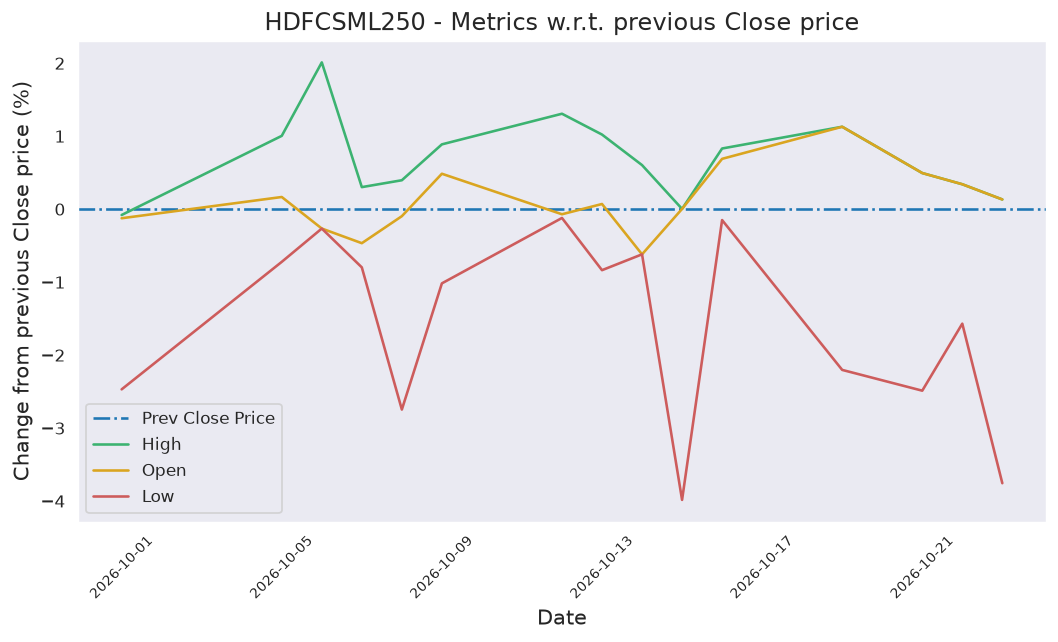 HDFCSML250 - Metrics w.r.t. previous Close price
Change from previous Close price (%)
2
1
0
−1
−2
−3
−4
Prev Close Price
High
Open
Low
2026-10-01
2026-10-05
2026-10-09
2026-10-13
2026-10-17
2026-10-21
Date